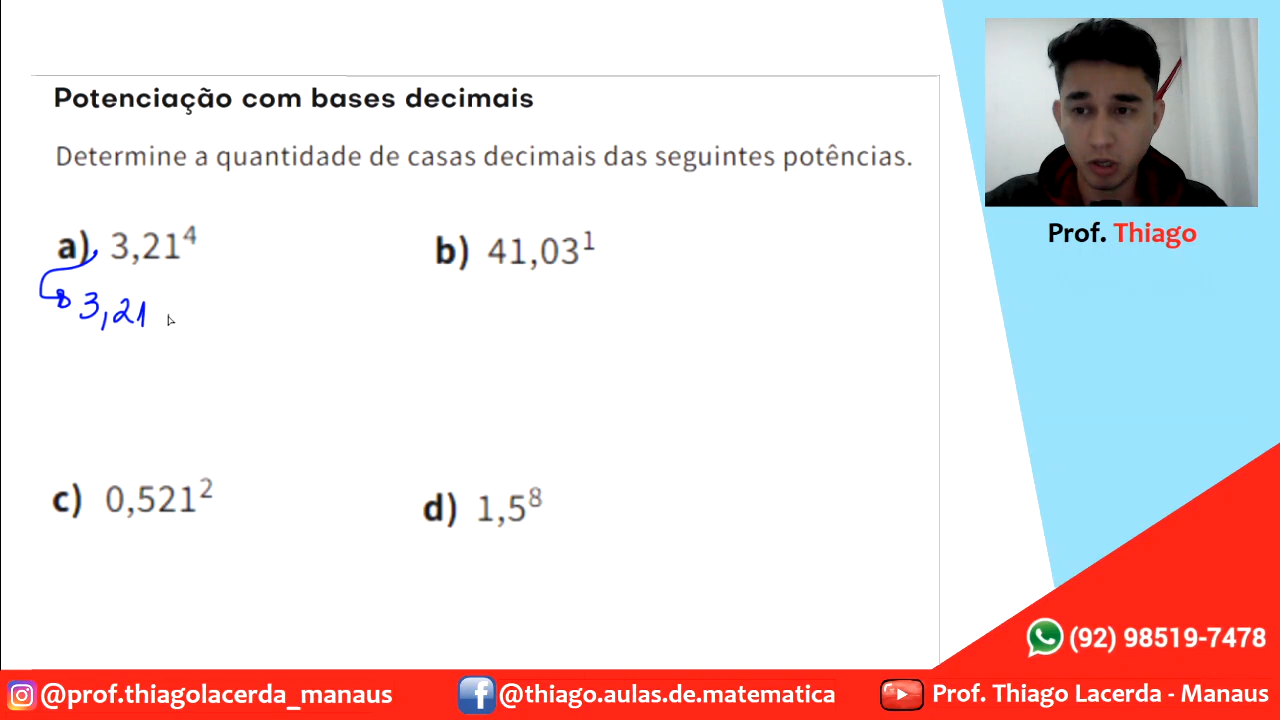 Potenciação com bases decimais
Determine a quantidade de casas decimais das seguintes potências.
a) 3,21⁴
b) 41,03¹
3,21
c) 0,521²
d) 1,5⁸
Prof. Thiago
(92) 98519-7478
@prof.thiagolacerda_manaus
@thiago.aulas.de.matematica
Prof. Thiago Lacerda - Manaus